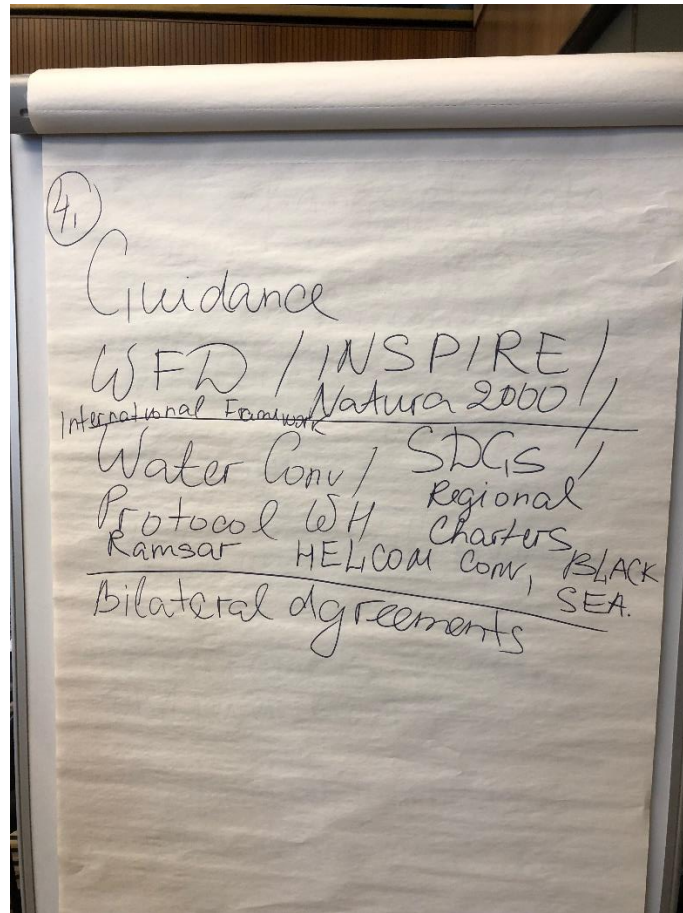 4.
Guidance
WFD / INSPIRE /
Natura 2000 /
International Framework
Water Conv / SDGs /
Regional
Protocol WH Charters,
Ramsar HELCOM Conv, BLACK
SEA.
Bilateral agreements